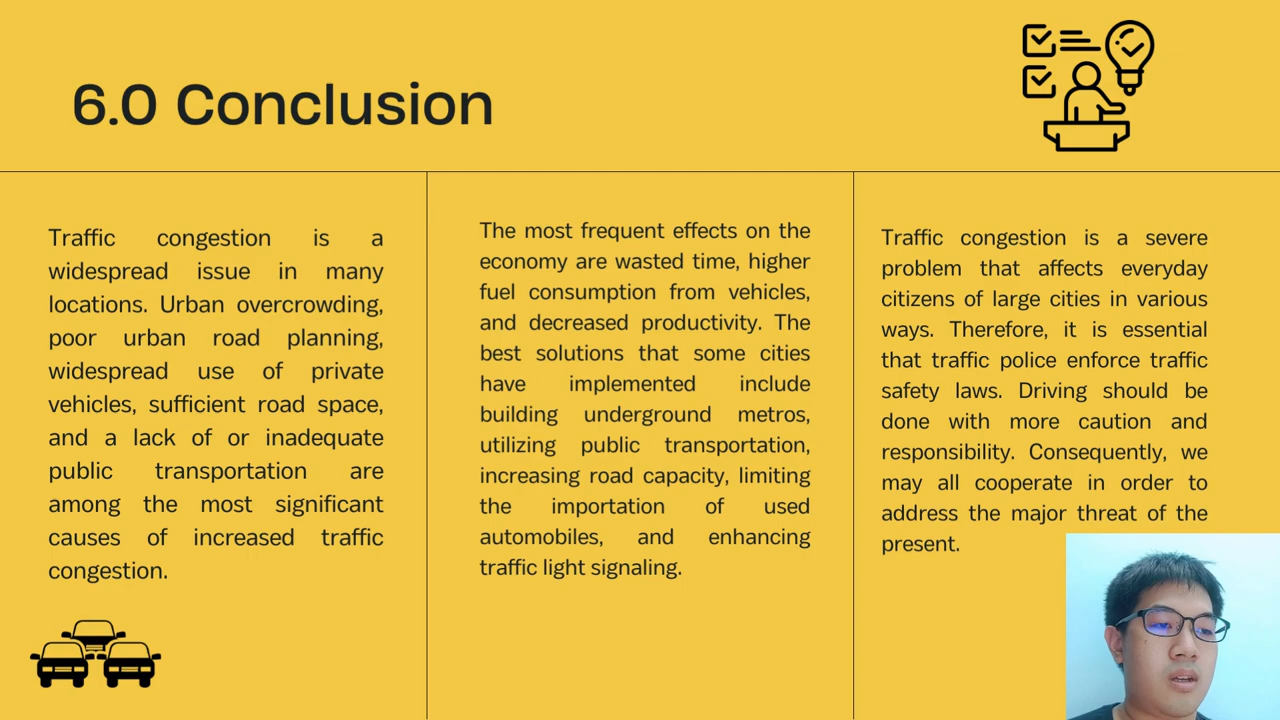 6.0 Conclusion
Traffic congestion is a
widespread issue in many
locations. Urban overcrowding,
poor urban road planning,
widespread use of private
vehicles, sufficient road space,
and a lack of or inadequate
public transportation are
among the most significant
causes of increased traffic
congestion.
The most frequent effects on the
economy are wasted time, higher
fuel consumption from vehicles,
and decreased productivity. The
best solutions that some cities
have implemented include
building underground metros,
utilizing public transportation,
increasing road capacity, limiting
the importation of used
automobiles, and enhancing
traffic light signaling.
Traffic congestion is a severe
problem that affects everyday
citizens of large cities in various
ways. Therefore, it is essential
that traffic police enforce traffic
safety laws. Driving should be
done with more caution and
responsibility. Consequently, we
may all cooperate in order to
address the major threat of the
present.